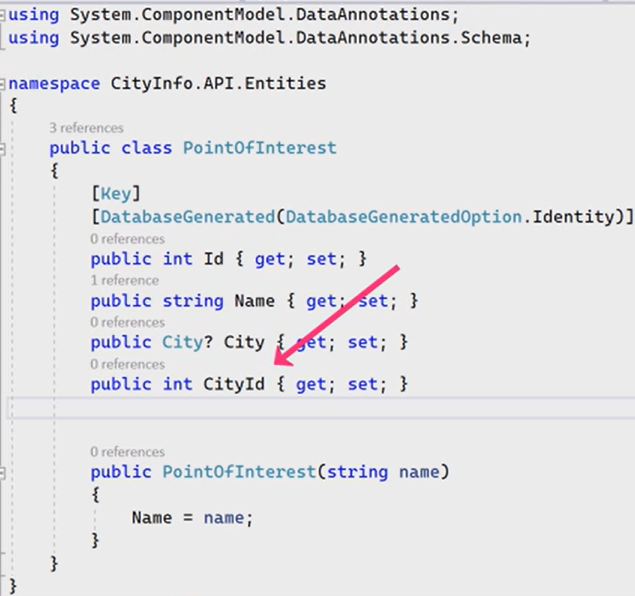 using System.ComponentModel.DataAnnotations;
using System.ComponentModel.DataAnnotations.Schema;
namespace CityInfo.API.Entities
{
3 references
public class PointOfInterest
{
[Key]
[DatabaseGenerated(DatabaseGeneratedOption.Identity)]
0 references
public int Id { get; set; }
1 reference
public string Name { get; set; }
0 references
public City? City { get; set; }
0 references
public int CityId { get; set; }
0 references
public PointOfInterest(string name)
{
Name = name;
}
}
}